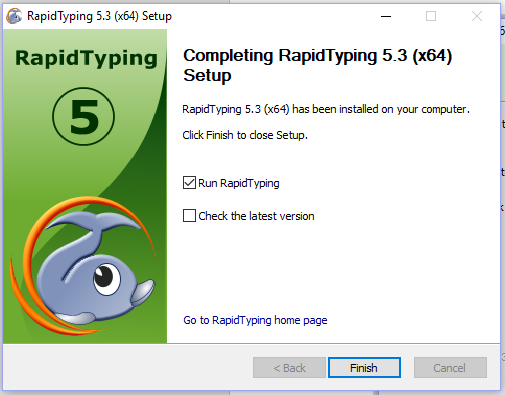 RapidTyping 5.3 (x64) Setup
RapidTyping
5
Completing RapidTyping 5.3 (x64)
Setup
RapidTyping 5.3 (x64) has been installed on your computer.
Click Finish to close Setup.
Run RapidTyping
Check the latest version
Go to RapidTyping home page
< Back
Finish
Cancel